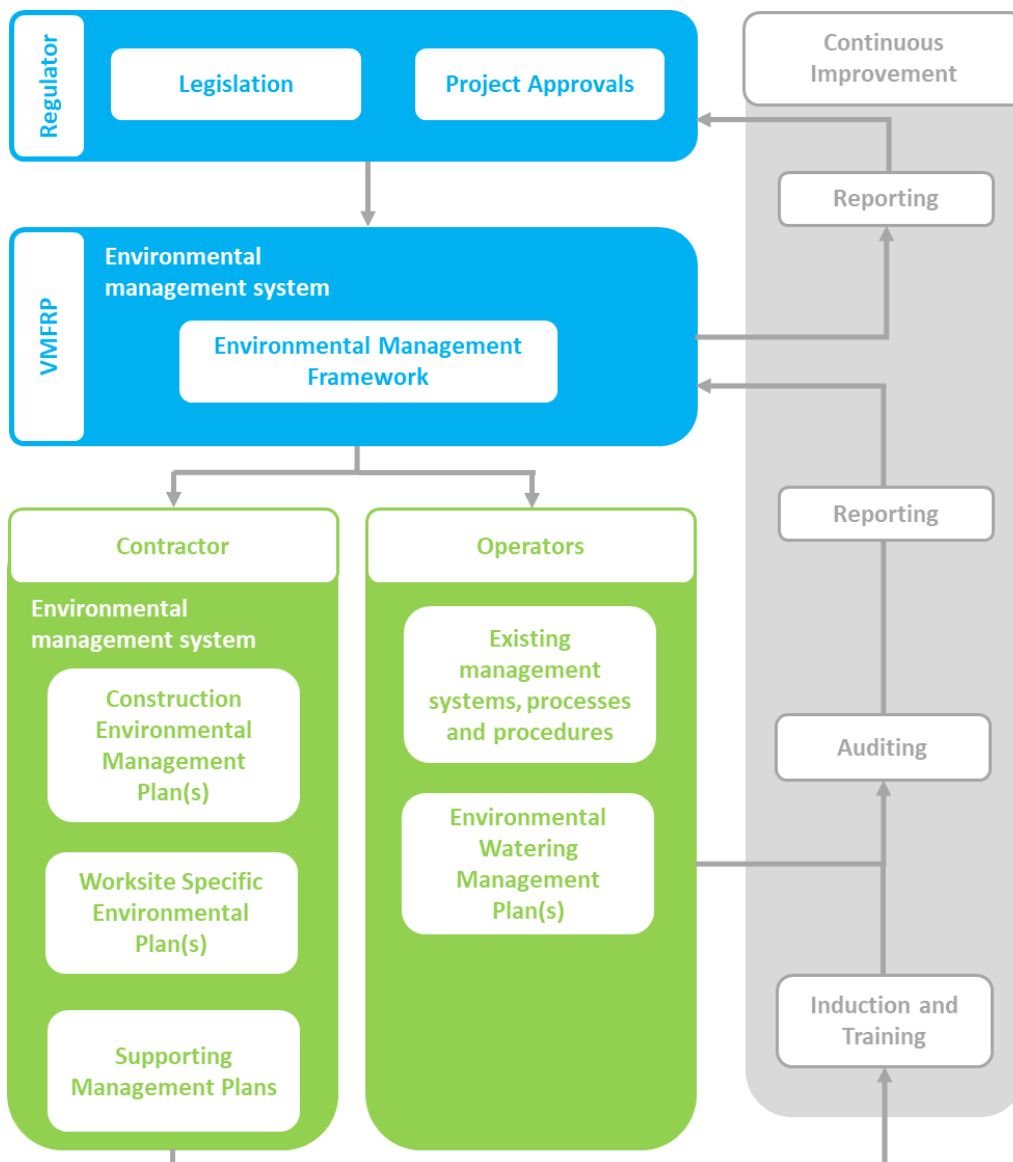 Regulator
Legislation
Project Approvals
Continuous
Improvement
Reporting
VMFRP
Environmental
management system
Environmental Management
Framework
Reporting
Contractor
Operators
Environmental
management system
Construction
Environmental
Management
Plan(s)
Worksite Specific
Environmental
Plan(s)
Supporting
Management Plans
Existing
management
systems, processes
and procedures
Environmental
Watering
Management
Plan(s)
Auditing
Induction and
Training